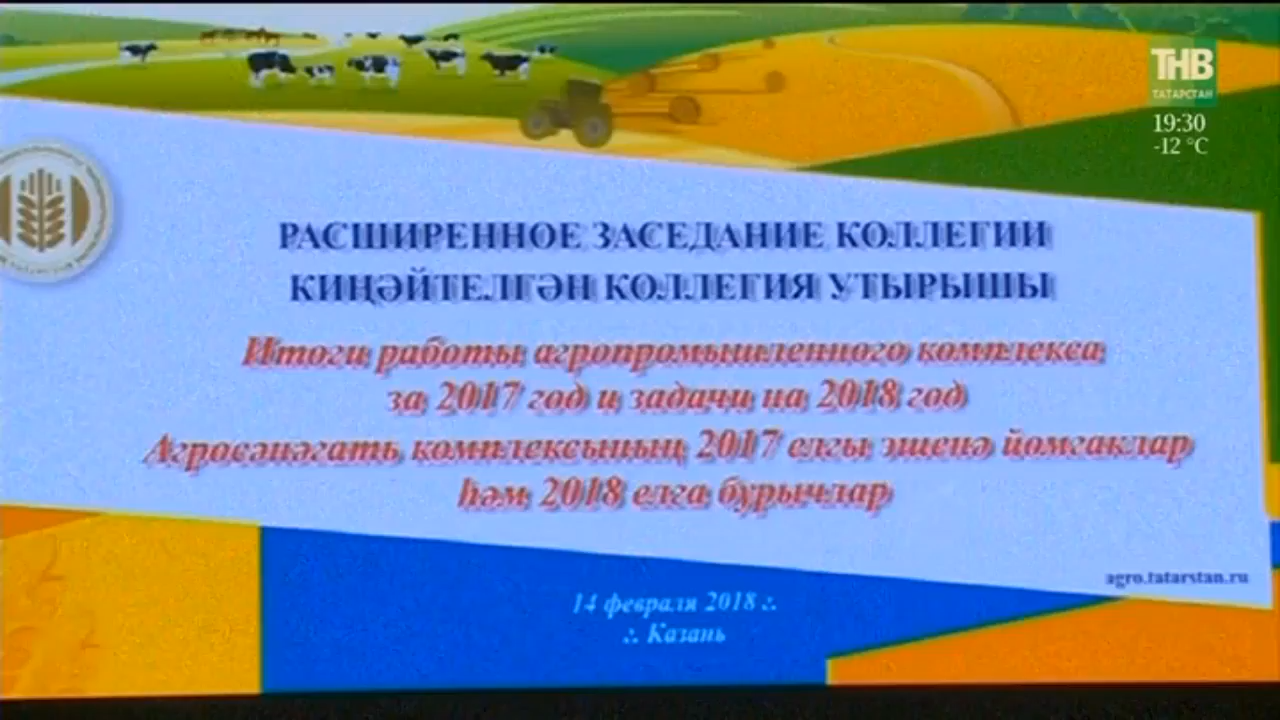 ТНВ
ТАТАРСТАН
19:30
-12 °C
РАСШИРЕННОЕ ЗАСЕДАНИЕ КОЛЛЕГИИ
КИҢӘЙТЕЛГӘН КОЛЛЕГИЯ УТЫРЫШЫ
Итоги работы агропромышленного комплекса
за 2017 год и задачи на 2018 год
Агросәнәгать комплексының 2017 елгы эшенә йомгаклар
һәм 2018 елга бурычлар
agro.tatarstan.ru
14 февраля 2018 г.
г. Казань